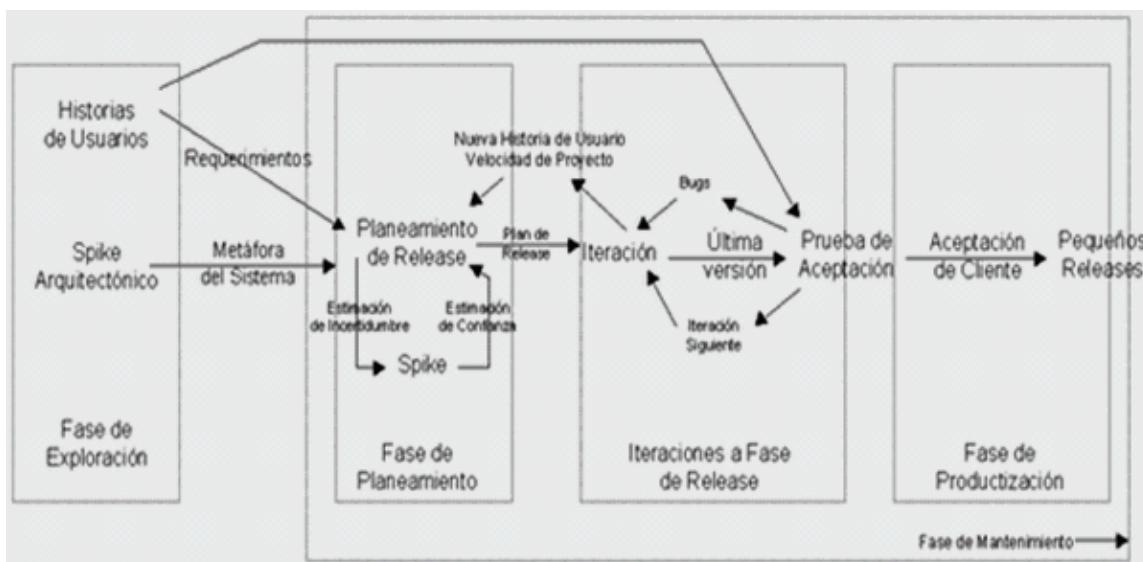 Historias
de Usuarios
Requerimientos
Spike
Arquitectónico
Metáfora
del Sistema
Fase de
Exploración
Nueva Historia de Usuario
Velocidad de Proyecto
Planeamiento
de Release
Plan de
Release
Estimación
de Incertidumbre
Estimación
de Confianza
Spike
Fase de
Planeamiento
Bugs
Iteración
Última
versión
Prueba de
Aceptación
Iteración
Siguiente
Iteraciones a Fase
de Release
Aceptación
de Cliente
Pequeños
Releases
Fase de
Productización
Fase de Mantenimiento